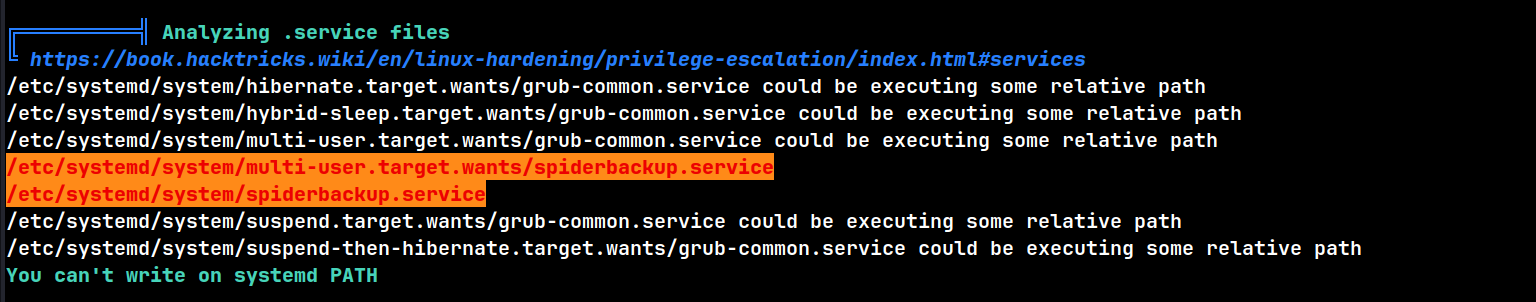 Analyzing .service files
https://book.hacktricks.wiki/en/linux-hardening/privilege-escalation/index.html#services
/etc/systemd/system/hibernate.target.wants/grub-common.service could be executing some relative path
/etc/systemd/system/hybrid-sleep.target.wants/grub-common.service could be executing some relative path
/etc/systemd/system/multi-user.target.wants/grub-common.service could be executing some relative path
/etc/systemd/system/multi-user.target.wants/spiderbackup.service
/etc/systemd/system/spiderbackup.service
/etc/systemd/system/suspend.target.wants/grub-common.service could be executing some relative path
/etc/systemd/system/suspend-then-hibernate.target.wants/grub-common.service could be executing some relative path
You can't write on systemd PATH